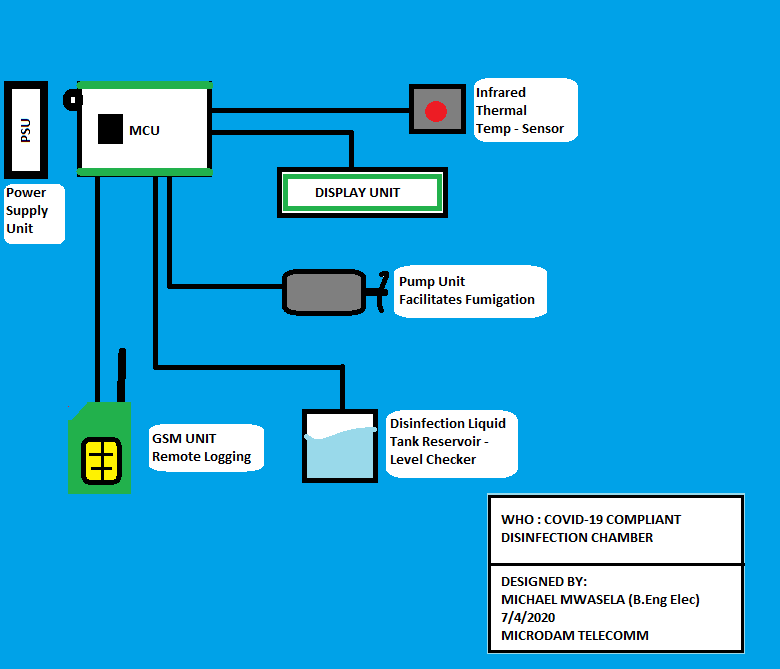 PSU
Power
Supply
Unit
MCU
Infrared
Thermal
Temp - Sensor
DISPLAY UNIT
Pump Unit
Facilitates Fumigation
GSM UNIT
Remote Logging
Disinfection Liquid
Tank Reservoir -
Level Checker
WHO : COVID-19 COMPLIANT
DISINFECTION CHAMBER
DESIGNED BY:
MICHAEL MWASELA (B.Eng Elec)
7/4/2020
MICRODAM TELECOMM